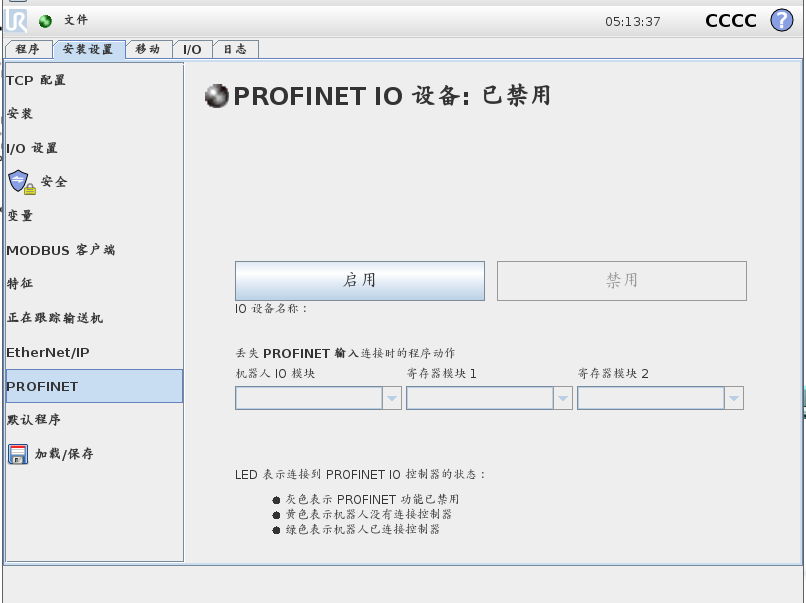 UR 文件 05:13:37 CCCC ?
程序 安装设置 移动 I/O 日志
TCP 配置
安装
I/O 设置
安全
变量
MODBUS 客户端
特征
正在跟踪输送机
EtherNet/IP
PROFINET
默认程序
加载/保存
PROFINET IO 设备: 已禁用
启用 禁用
IO 设备名称：
丢失 PROFINET 输入连接时的程序动作
机器人 IO 模块 寄存器模块 1 寄存器模块 2
LED 表示连接到 PROFINET IO 控制器的状态：
● 灰色表示 PROFINET 功能已禁用
● 黄色表示机器人没有连接控制器
● 绿色表示机器人已连接控制器